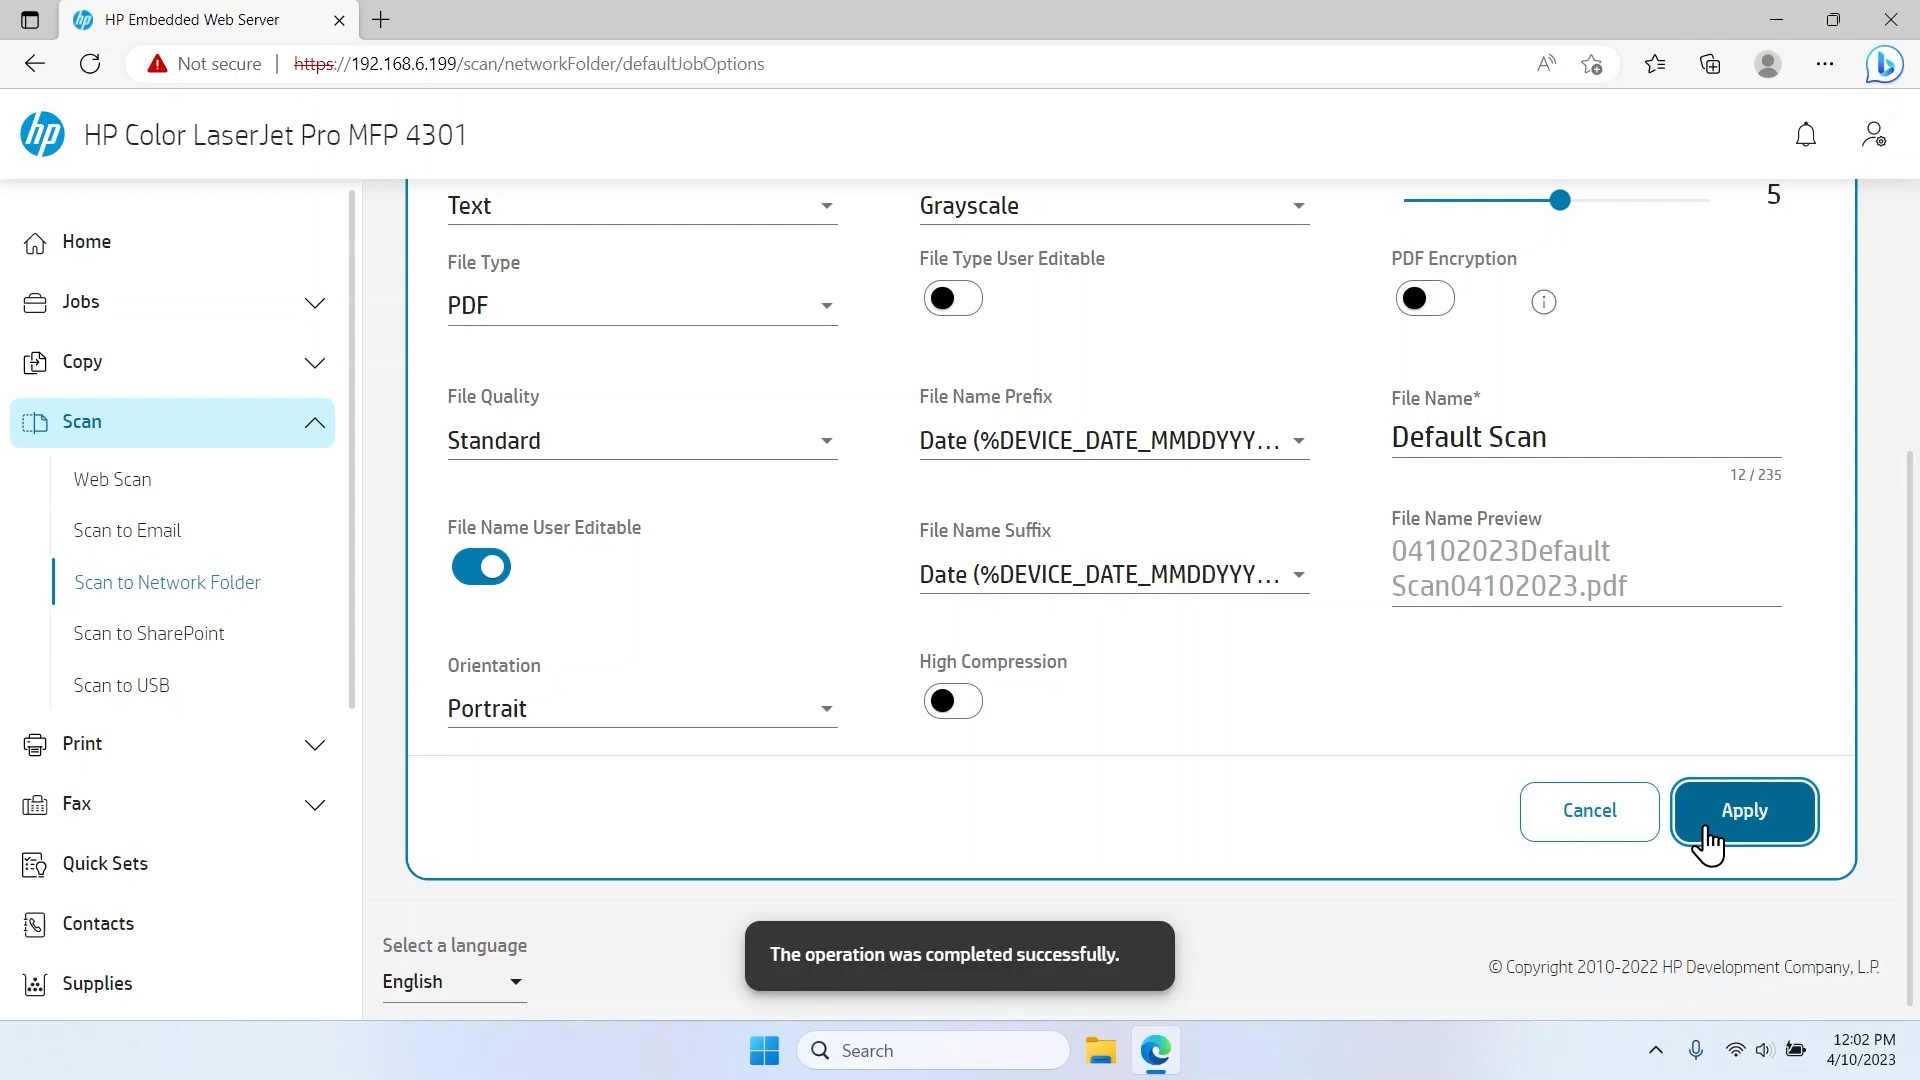 HP Embedded Web Server
Not secure
https://192.168.6.199/scan/networkFolder/defaultJobOptions
hp
HP Color LaserJet Pro MFP 4301
Home
Jobs
Copy
Scan
Web Scan
Scan to Email
Scan to Network Folder
Scan to SharePoint
Scan to USB
Print
Fax
Quick Sets
Contacts
Supplies
Text
Grayscale
5
File Type
PDF
File Type User Editable
PDF Encryption
File Quality
Standard
File Name Prefix
Date (%DEVICE_DATE_MMDDYYY...
File Name*
Default Scan
12 / 235
File Name User Editable
File Name Suffix
Date (%DEVICE_DATE_MMDDYYY...
File Name Preview
04102023Default
Scan04102023.pdf
Orientation
Portrait
High Compression
Cancel
Apply
Select a language
English
The operation was completed successfully.
© Copyright 2010-2022 HP Development Company, L.P.
Search
12:02 PM
4/10/2023